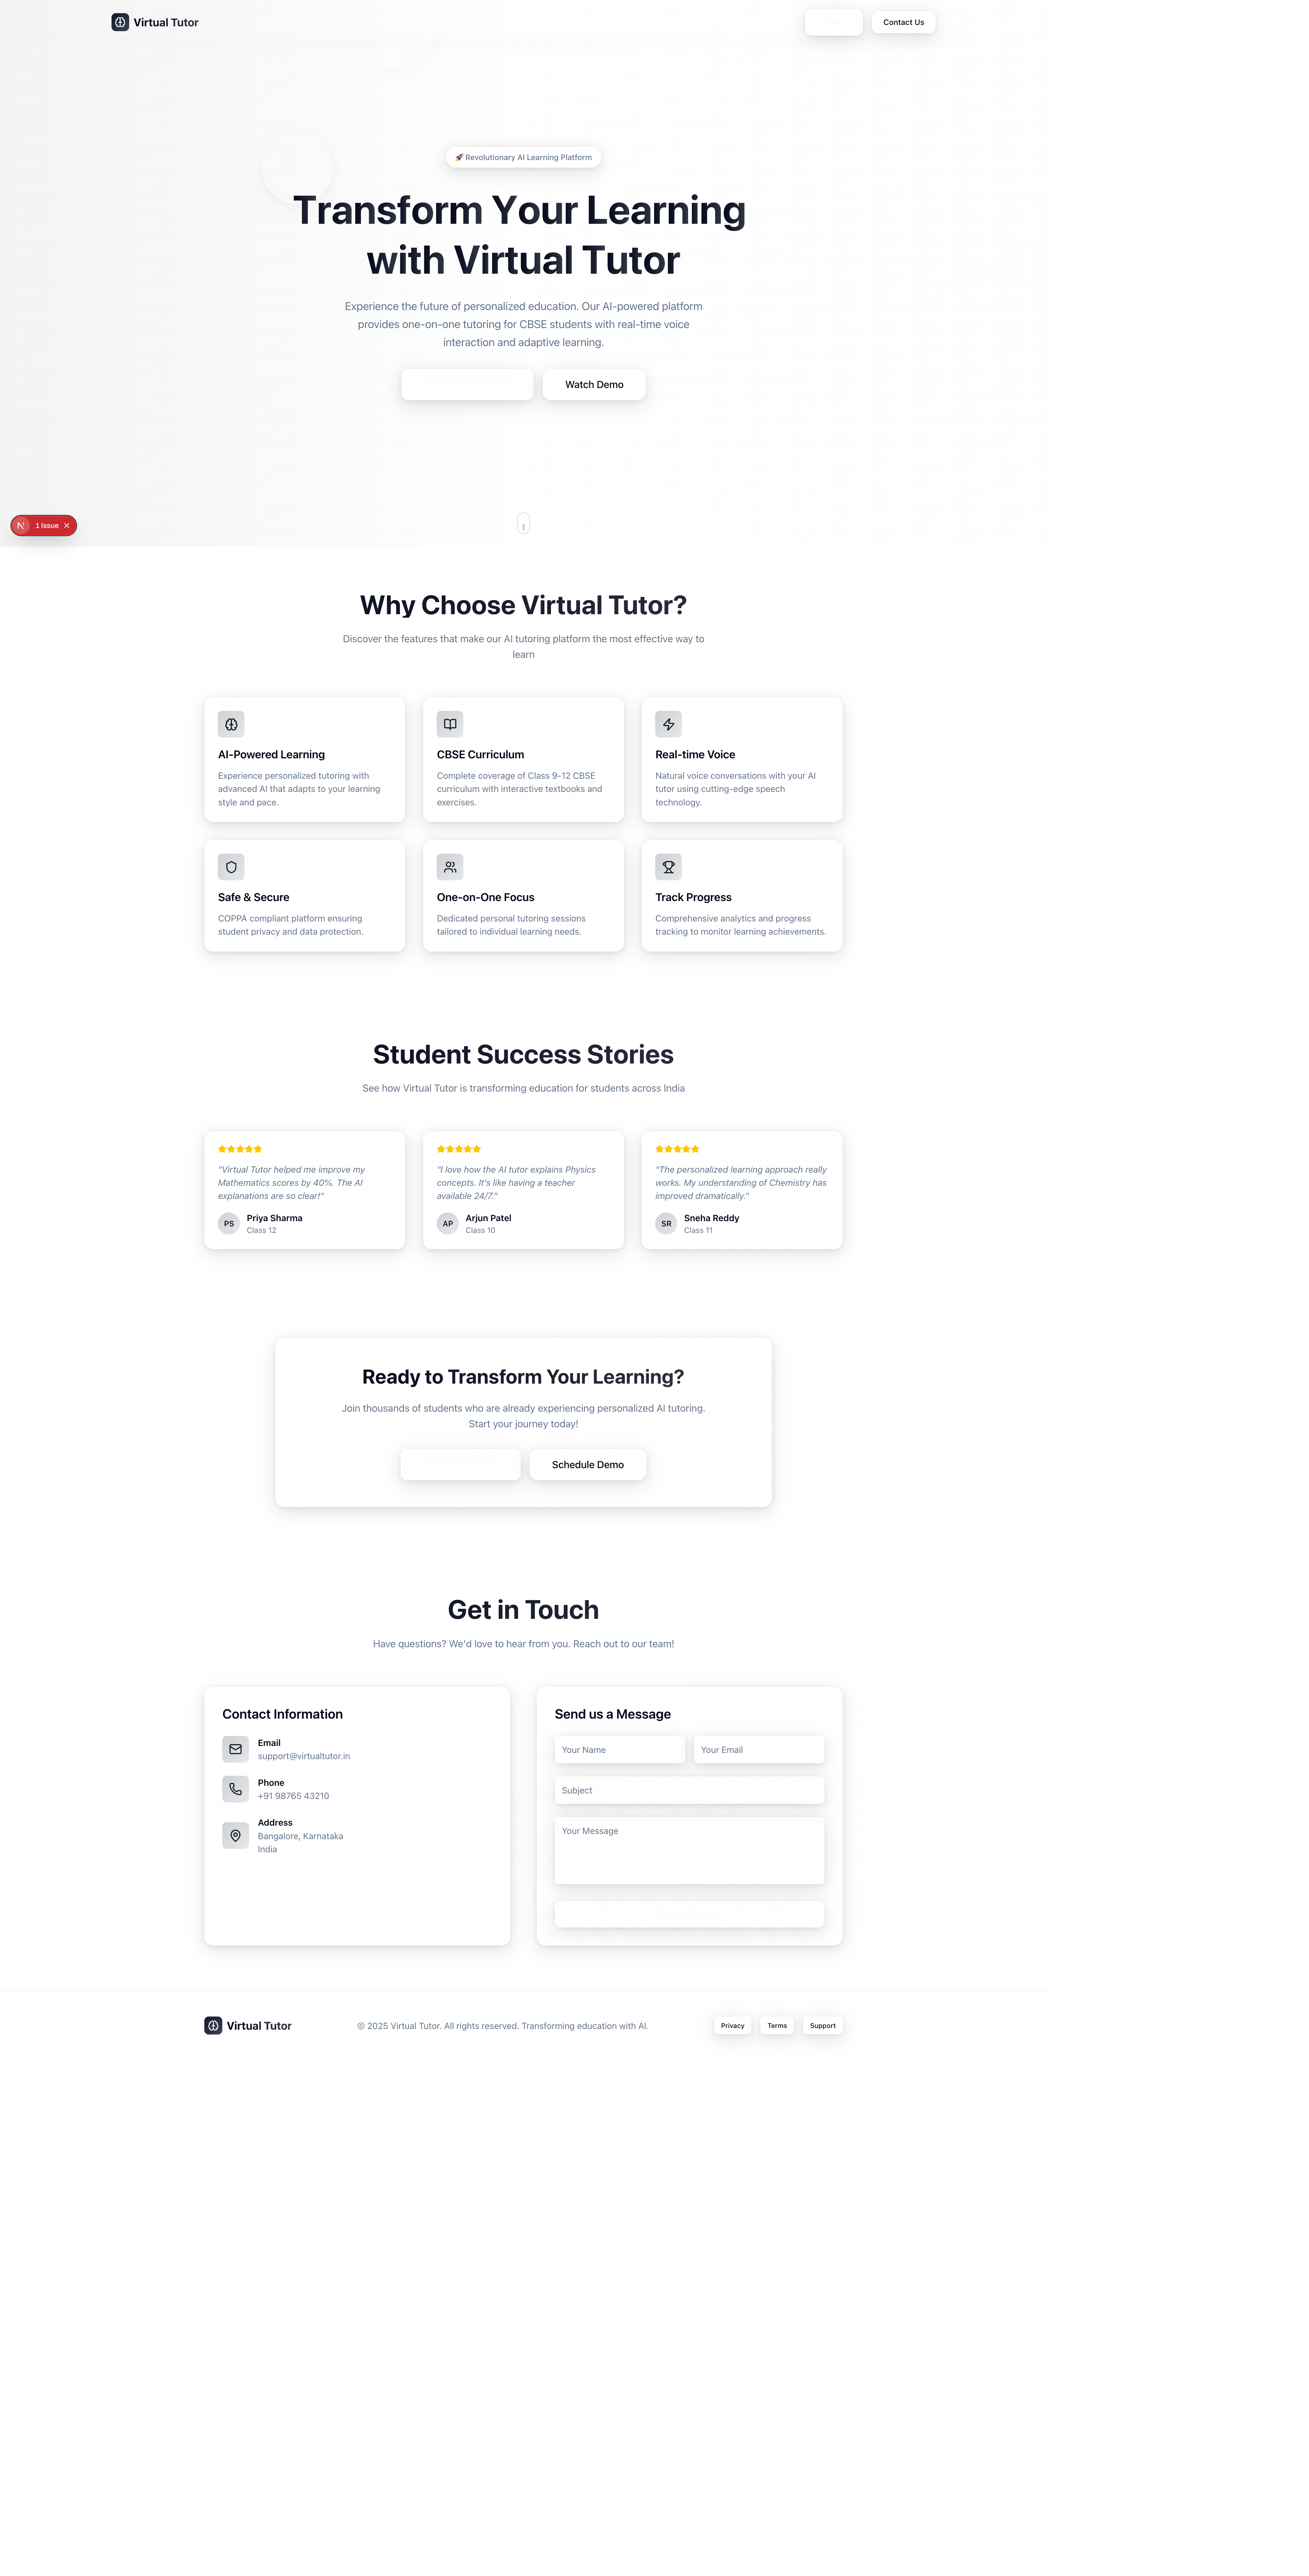 Virtual Tutor
Contact Us
🚀 Revolutionary AI Learning Platform
Transform Your Learning
with Virtual Tutor
Experience the future of personalized education. Our AI-powered platform
provides one-on-one tutoring for CBSE students with real-time voice
interaction and adaptive learning.
Watch Demo
N 1 Issue
Why Choose Virtual Tutor?
Discover the features that make our AI tutoring platform the most effective way to
learn
AI-Powered Learning
Experience personalized tutoring with
advanced AI that adapts to your learning
style and pace.
CBSE Curriculum
Complete coverage of Class 9-12 CBSE
curriculum with interactive textbooks and
exercises.
Real-time Voice
Natural voice conversations with your AI
tutor using cutting-edge speech
technology.
Safe & Secure
COPPA compliant platform ensuring
student privacy and data protection.
One-on-One Focus
Dedicated personal tutoring sessions
tailored to individual learning needs.
Track Progress
Comprehensive analytics and progress
tracking to monitor learning achievements.
Student Success Stories
See how Virtual Tutor is transforming education for students across India
"Virtual Tutor helped me improve my
Mathematics scores by 40%. The AI
explanations are so clear!"
PS
Priya Sharma
Class 12
"I love how the AI tutor explains Physics
concepts. It's like having a teacher
available 24/7."
AP
Arjun Patel
Class 10
"The personalized learning approach really
works. My understanding of Chemistry has
improved dramatically."
SR
Sneha Reddy
Class 11
Ready to Transform Your Learning?
Join thousands of students who are already experiencing personalized AI tutoring.
Start your journey today!
Schedule Demo
Get in Touch
Have questions? We'd love to hear from you. Reach out to our team!
Contact Information
Email
support@virtualtutor.in
Phone
+91 98765 43210
Address
Bangalore, Karnataka
India
Send us a Message
Your Name
Your Email
Subject
Your Message
Virtual Tutor
© 2025 Virtual Tutor. All rights reserved. Transforming education with AI.
Privacy
Terms
Support